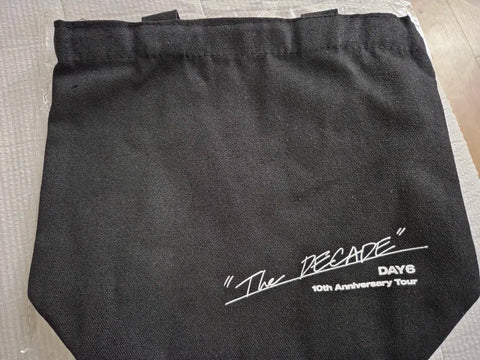 "The DECADE"
DAY6
10th Anniversary Tour